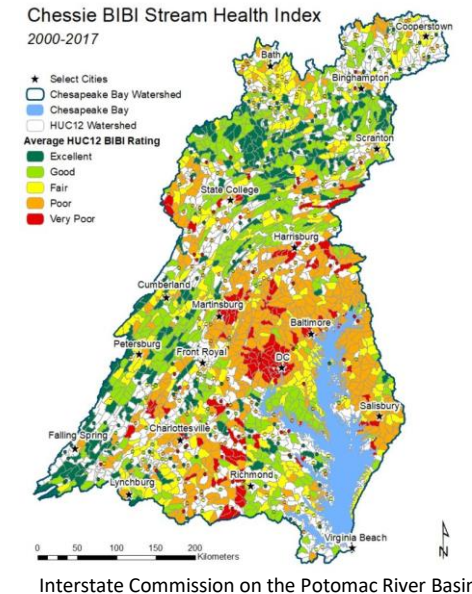 Chessie BIBI Stream Health Index
2000-2017
Select Cities
Chesapeake Bay Watershed
Chesapeake Bay
HUC12 Watershed
Average HUC12 BIBI Rating
Excellent
Good
Fair
Poor
Very Poor
Cooperstown
Bath
Binghampton
Scranton
State College
Harrisburg
Cumberland
Martinsburg
Baltimore
Petersburg
Front Royal
DC
Salisbury
Charlottesville
Falling Spring
Lynchburg
Richmond
Virginia Beach
0 50 100 150 200
Kilometers
N
Interstate Commission on the Potomac River Basin